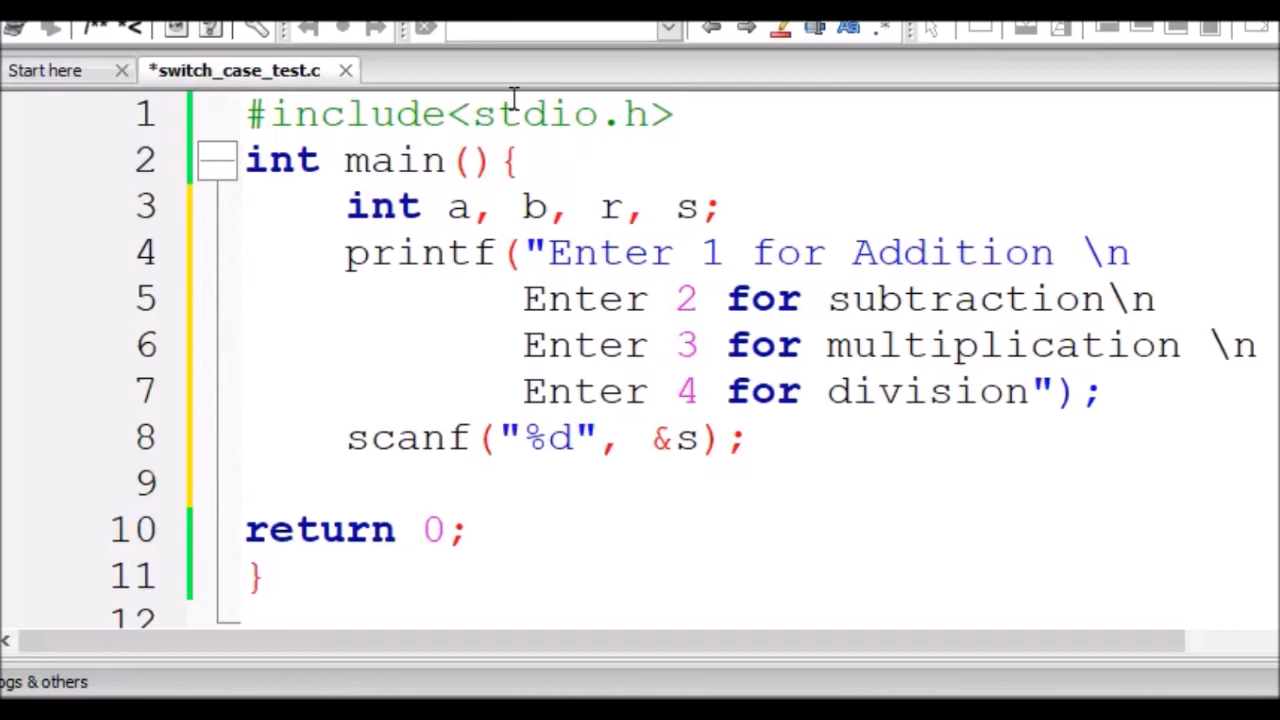 Start here
*switch_case_test.c
1 #include<stdio.h>
2 int main(){
3 int a, b, r, s;
4 printf("Enter 1 for Addition \n
5 Enter 2 for subtraction\n
6 Enter 3 for multiplication \n
7 Enter 4 for division");
8 scanf("%d", &s);
9
10 return 0;
11 }
12
ogs & others